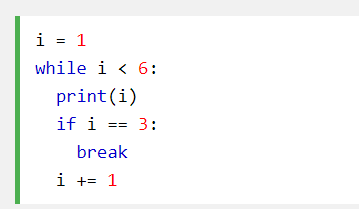 i = 1
while i < 6:
  print(i)
  if i == 3:
    break
  i += 1